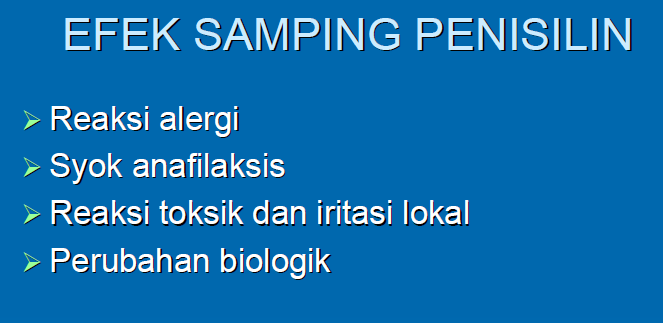 EFEK SAMPING PENISILIN
Reaksi alergi
Syok anafilaksis
Reaksi toksik dan iritasi lokal
Perubahan biologik